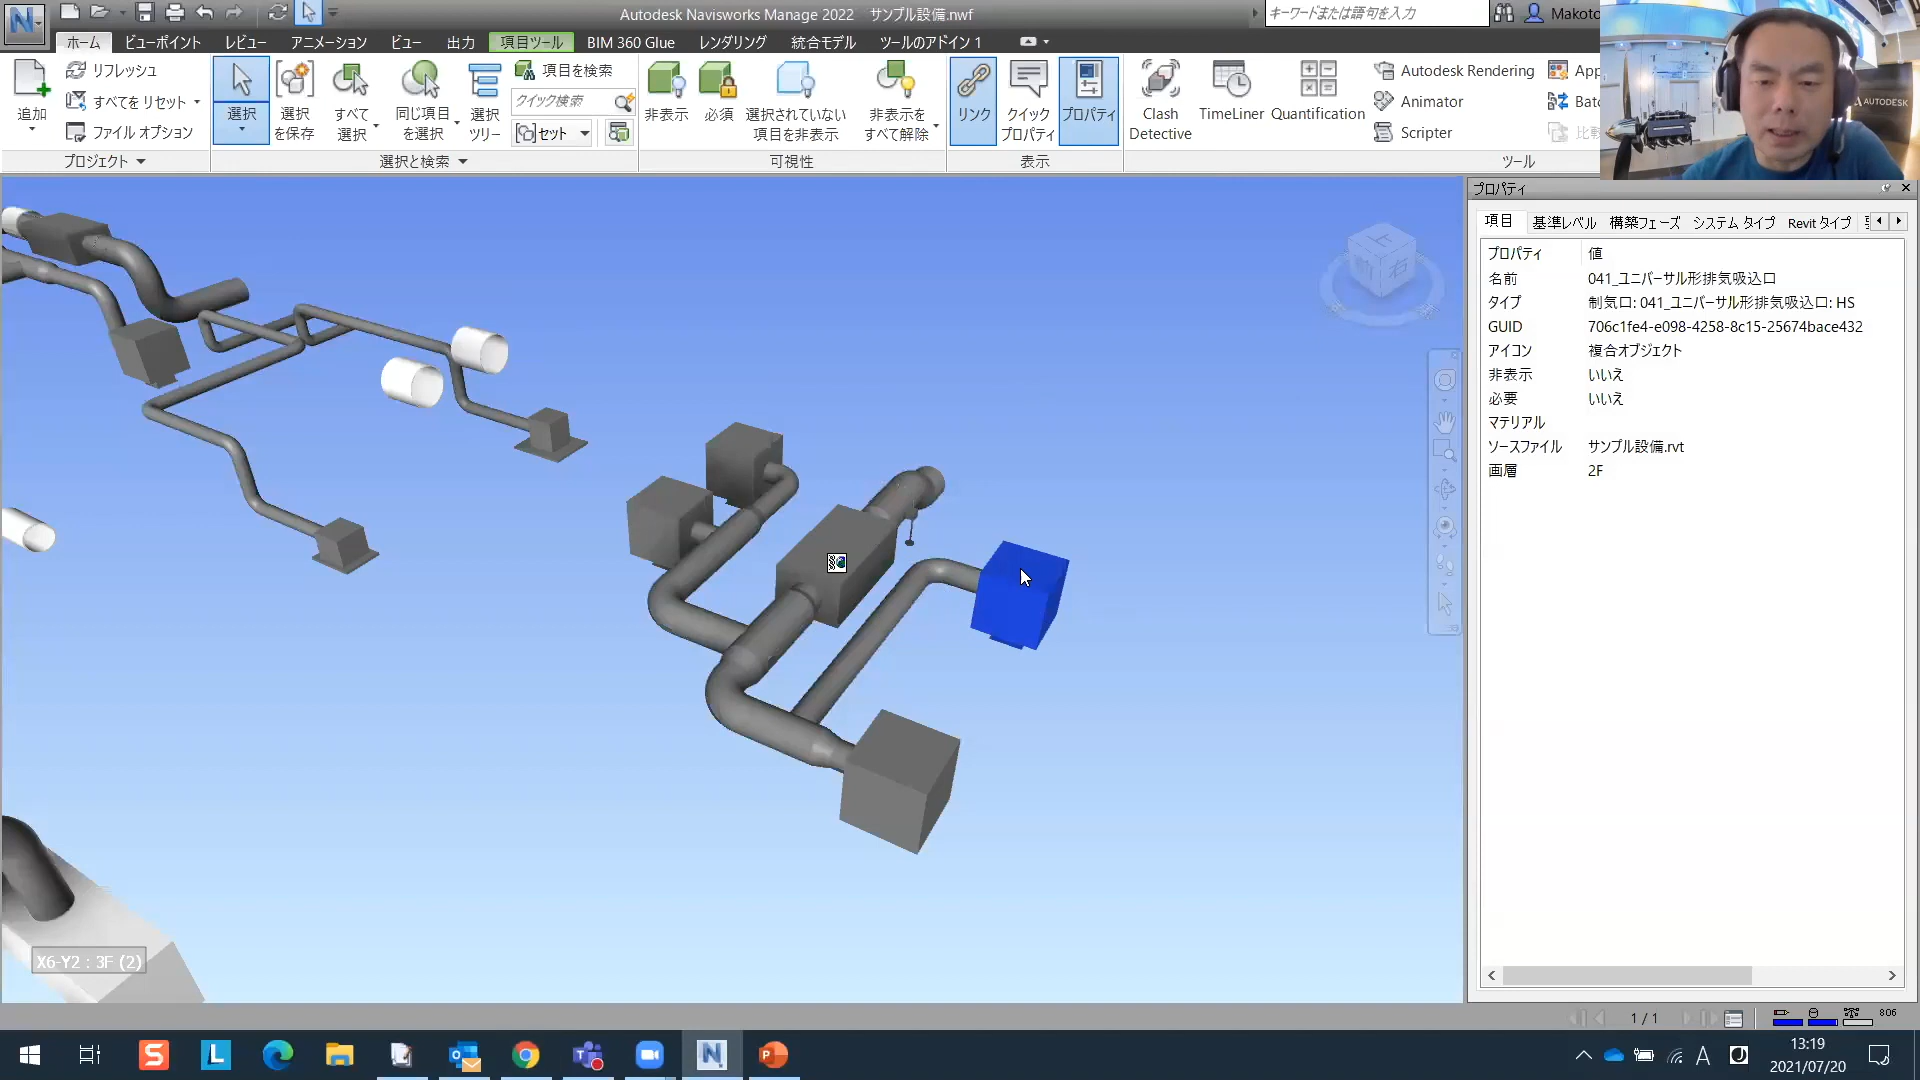 Autodesk Navisworks Manage 2022 サンプル設備.nwf
キーワードまたは語句を入力
Makoto
ホーム ビューポイント レビュー アニメーション ビュー 出力 項目ツール BIM 360 Glue レンダリング 統合モデル ツールのアドイン 1
追加
リフレッシュ
すべてをリセット
ファイル オプション
プロジェクト
選択
選択を保存
すべて選択
同じ項目を選択
選択ツリー
項目を検索
クイック検索
セット
選択と検索
非表示
必須
選択されていない項目を非表示
非表示をすべて解除
可視性
リンク
クイック プロパティ
プロパティ
表示
Clash Detective
TimeLiner
Quantification
Autodesk Rendering
Animator
Scripter
ツール
AUTODESK
プロパティ
項目 基準レベル 構築フェーズ システム タイプ Revit タイプ
プロパティ 値
名前 041_ユニバーサル形排気吸込口
タイプ 制気口: 041_ユニバーサル形排気吸込口: HS
GUID 706c1fe4-e098-4258-8c15-25674bace432
アイコン 複合オブジェクト
非表示 いいえ
必要 いいえ
マテリアル
ソースファイル サンプル設備.rvt
画層 2F
上
右
X6-Y2 : 3F (2)
1 / 1
806
A
13:19
2021/07/20